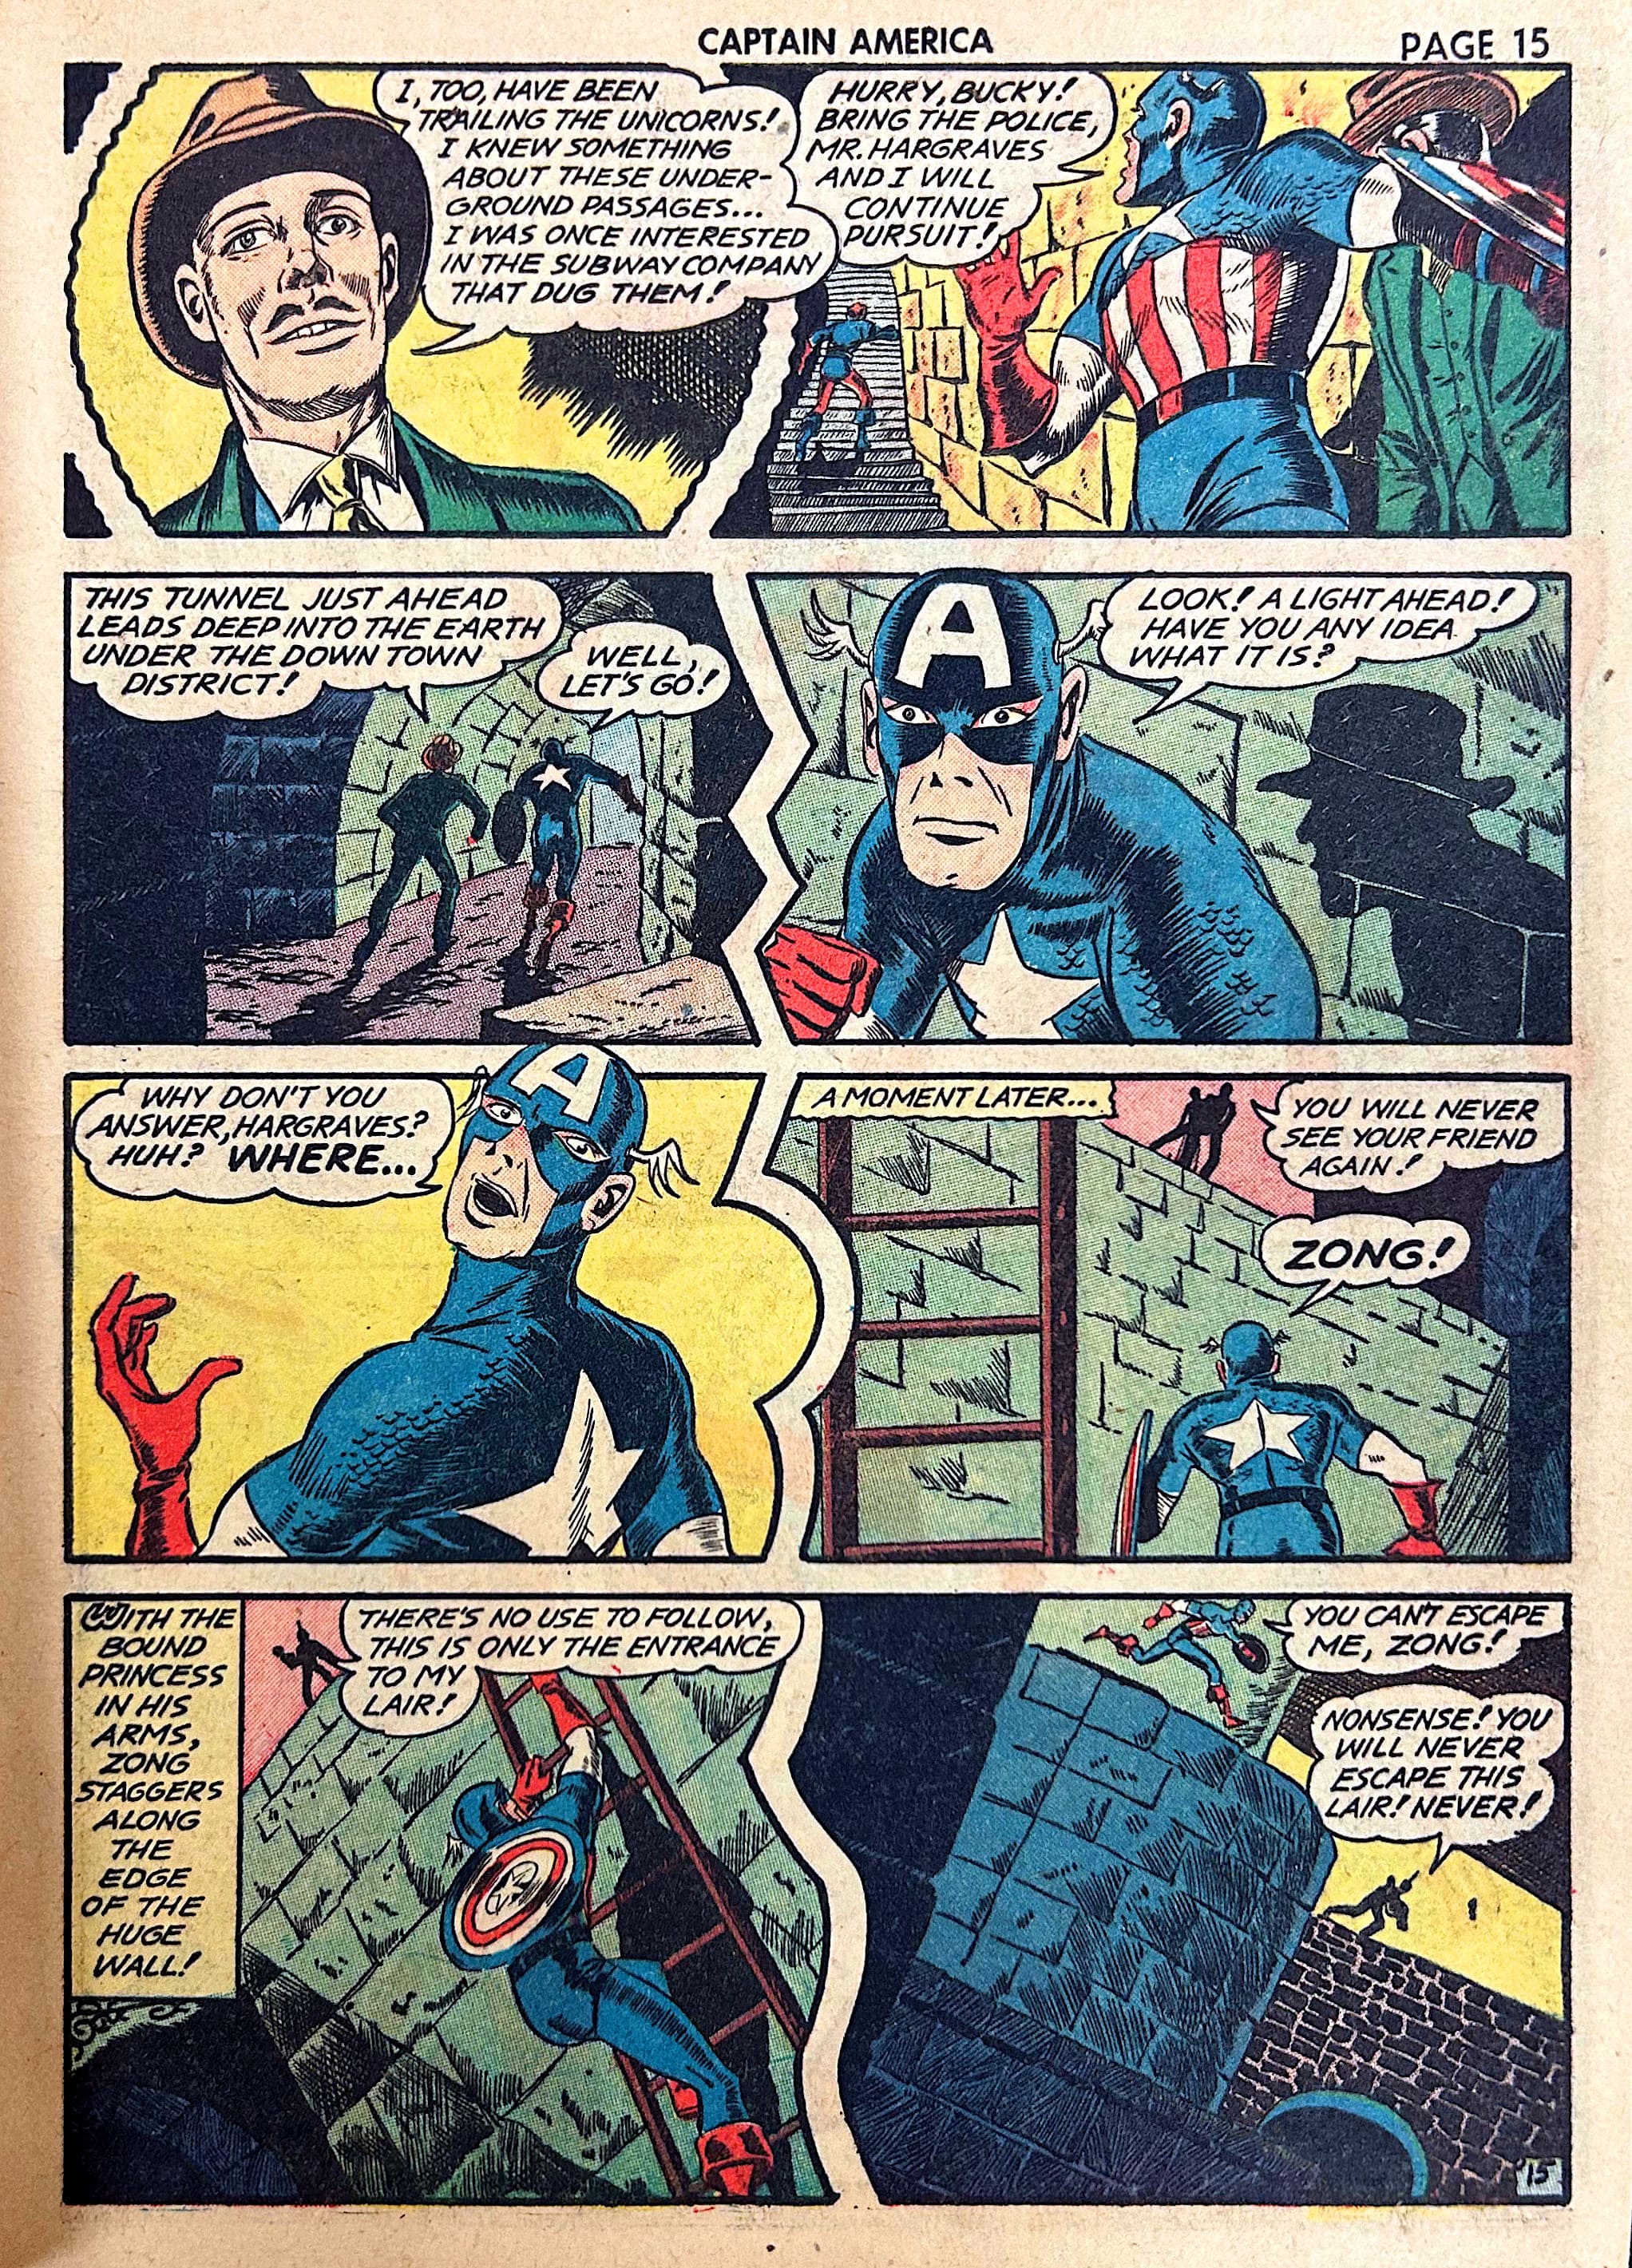 CAPTAIN AMERICA
PAGE 15
I, TOO, HAVE BEEN
TRAILING THE UNICORNS!
I KNEW SOMETHING
ABOUT THESE UNDER-
GROUND PASSAGES...
I WAS ONCE INTERESTED
IN THE SUBWAY COMPANY
THAT DUG THEM!
HURRY, BUCKY!
BRING THE POLICE,
MR. HARGRAVES
AND I WILL
CONTINUE
PURSUIT!
THIS TUNNEL JUST AHEAD
LEADS DEEP INTO THE EARTH
UNDER THE DOWN TOWN
DISTRICT!
WELL,
LET'S GO!
A
LOOK! A LIGHT AHEAD!
HAVE YOU ANY IDEA
WHAT IT IS?
WHY DON'T YOU
ANSWER, HARGRAVES?
HUH? WHERE...
A
A MOMENT LATER...
YOU WILL NEVER
SEE YOUR FRIEND
AGAIN!
ZONG!
WITH THE
BOUND
PRINCESS
IN HIS
ARMS,
ZONG
STAGGERS
ALONG
THE
EDGE
OF THE
HUGE
WALL!
THERE'S NO USE TO FOLLOW,
THIS IS ONLY THE ENTRANCE
TO MY
LAIR!
YOU CAN'T ESCAPE
ME, ZONG!
NONSENSE! YOU
WILL NEVER
ESCAPE THIS
LAIR! NEVER!
15